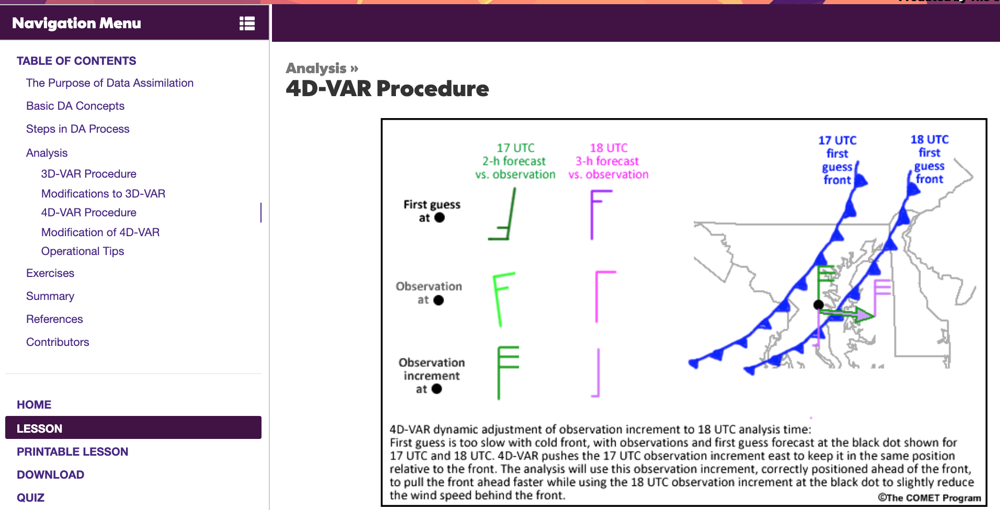 Produced by The C
Navigation Menu
TABLE OF CONTENTS
The Purpose of Data Assimilation
Basic DA Concepts
Steps in DA Process
Analysis
3D-VAR Procedure
Modifications to 3D-VAR
4D-VAR Procedure
Modification of 4D-VAR
Operational Tips
Exercises
Summary
References
Contributors
HOME
LESSON
PRINTABLE LESSON
DOWNLOAD
QUIZ
Analysis »
4D-VAR Procedure
17 UTC
2-h forecast
vs. observation
18 UTC
3-h forecast
vs. observation
17 UTC
first
guess
front
18 UTC
first
guess
front
First guess
at
Observation
at
Observation
increment
at
4D-VAR dynamic adjustment of observation increment to 18 UTC analysis time:
First guess is too slow with cold front, with observations and first guess forecast at the black dot shown for
17 UTC and 18 UTC. 4D-VAR pushes the 17 UTC observation increment east to keep it in the same position
relative to the front. The analysis will use this observation increment, correctly positioned ahead of the front,
to pull the front ahead faster while using the 18 UTC observation increment at the black dot to slightly reduce
the wind speed behind the front.
©The COMET Program